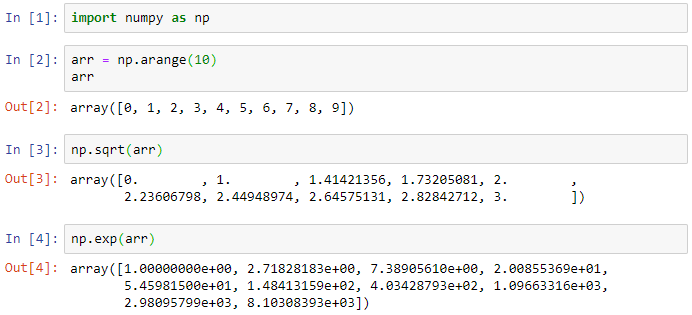 In [1]: import numpy as np
In [2]: arr = np.arange(10)
arr
Out[2]: array([0, 1, 2, 3, 4, 5, 6, 7, 8, 9])
In [3]: np.sqrt(arr)
Out[3]: array([0.        , 1.        , 1.41421356, 1.73205081, 2.        ,
       2.23606798, 2.44948974, 2.64575131, 2.82842712, 3.        ])
In [4]: np.exp(arr)
Out[4]: array([1.00000000e+00, 2.71828183e+00, 7.38905610e+00, 2.00855369e+01,
       5.45981500e+01, 1.48413159e+02, 4.03428793e+02, 1.09663316e+03,
       2.98095799e+03, 8.10308393e+03])